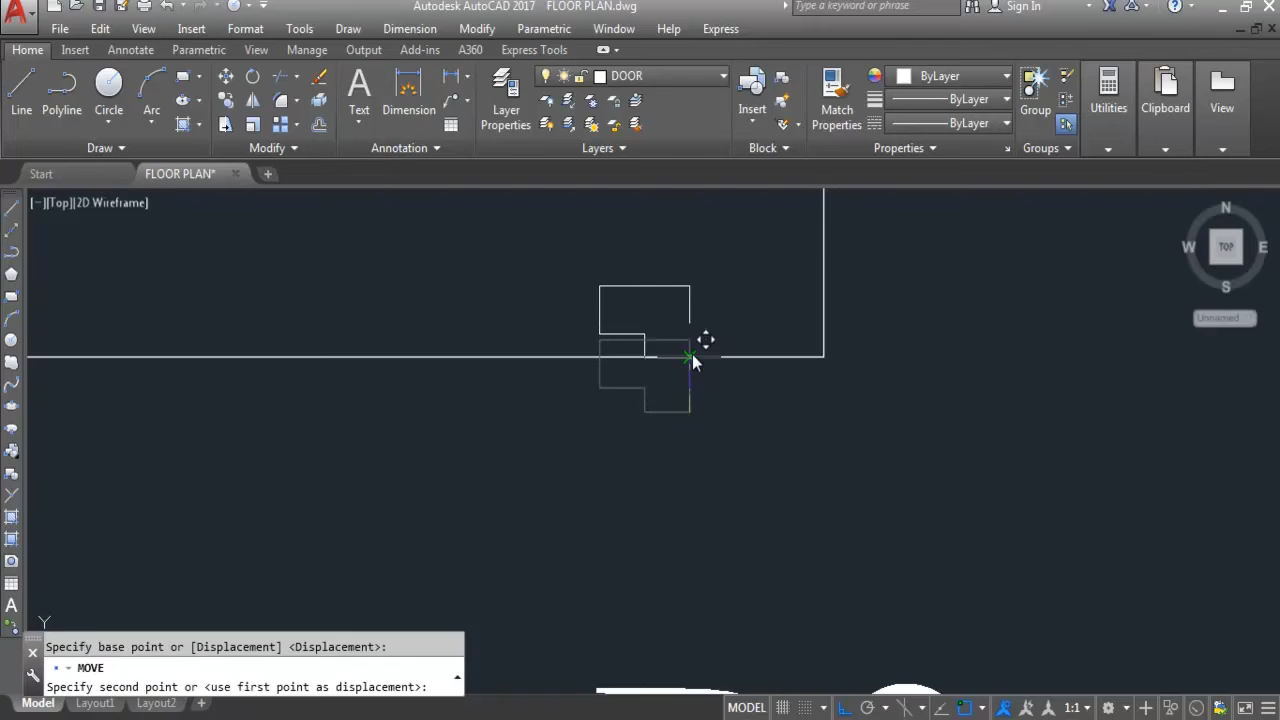 Autodesk AutoCAD 2017 FLOOR PLAN.dwg
Type a keyword or phrase
Sign In
File Edit View Insert Format Tools Draw Dimension Modify Parametric Window Help Express
Home Insert Annotate Parametric View Manage Output Add-ins A360 Express Tools
DOOR
ByLayer
Line Polyline Circle Arc
Text Dimension
Layer
Properties
Insert
Match
Properties
ByLayer
ByLayer
Group
Utilities
Clipboard
View
Draw Modify Annotation Layers Block Properties Groups
Start FLOOR PLAN*
[−][Top][2D Wireframe]
N
W TOP E
S
Unnamed
Y
Specify base point or [Displacement] <Displacement>:
MOVE
Specify second point or <use first point as displacement>:
Model Layout1 Layout2
MODEL
1:1